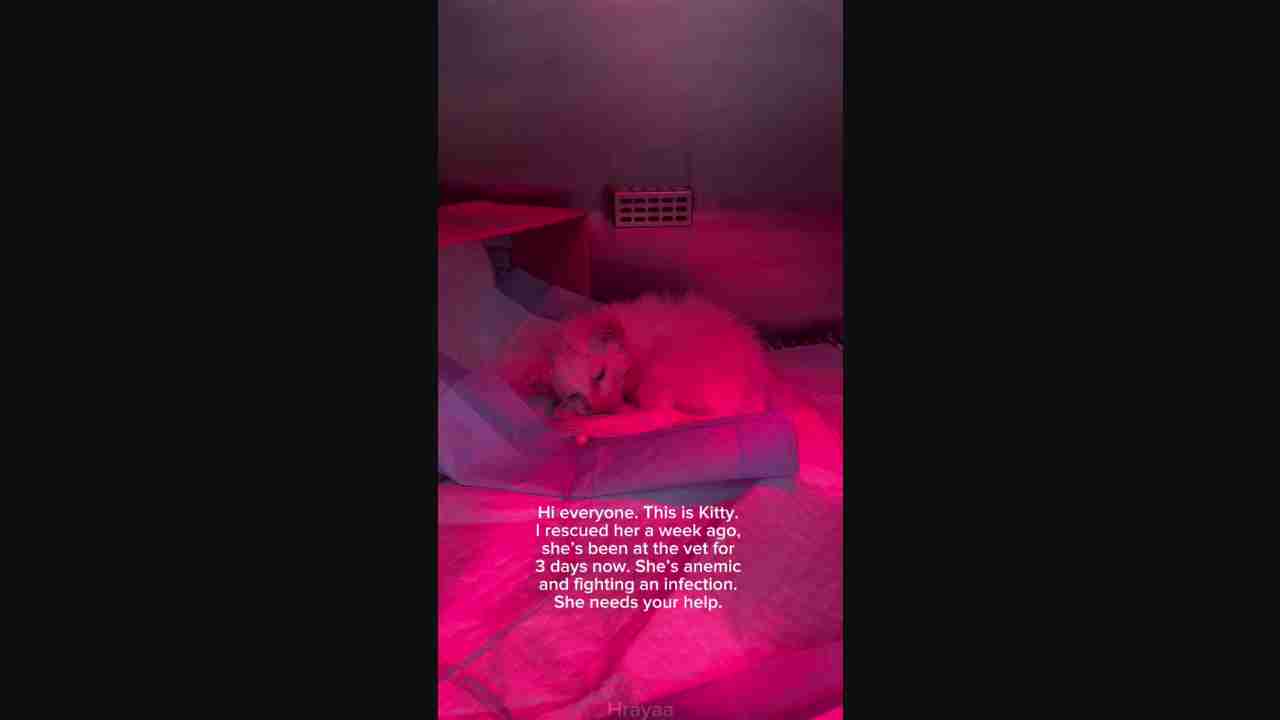 Hi everyone. This is Kitty.
I rescued her a week ago,
she's been at the vet for
3 days now. She's anemic
and fighting an infection.
She needs your help.
Hrayaa